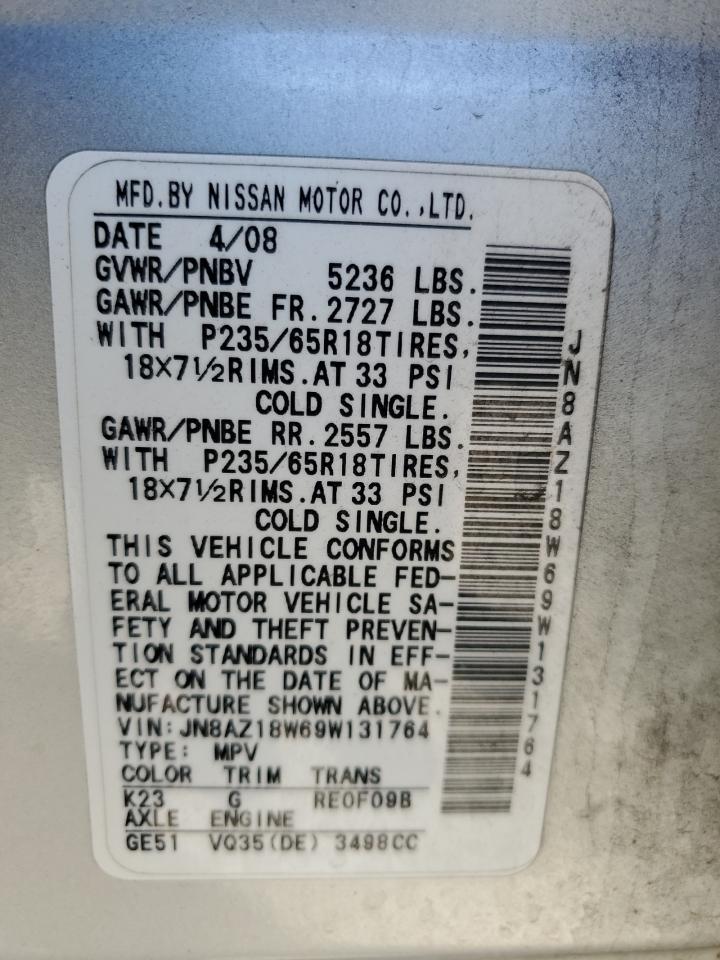 MFD.BY NISSAN MOTOR CO.,LTD.
DATE 4/08
GVWR/PNBV 5236 LBS.
GAWR/PNBE FR.2727 LBS.
WITH P235/65R18TIRES,
18×7½RIMS.AT 33 PSI
COLD SINGLE.
GAWR/PNBE RR.2557 LBS.
WITH P235/65R18TIRES,
18×7½RIMS.AT 33 PSI
COLD SINGLE.
THIS VEHICLE CONFORMS
TO ALL APPLICABLE FED-
ERAL MOTOR VEHICLE SA-
FETY AND THEFT PREVEN-
TION STANDARDS IN EFF-
ECT ON THE DATE OF MA-
NUFACTURE SHOWN ABOVE.
VIN:JN8AZ18W69W131764
TYPE: MPV
COLOR TRIM TRANS
K23 G RE0F09B
AXLE ENGINE
GE51 VQ35(DE) 3498CC
JN8AZ18W69W131764